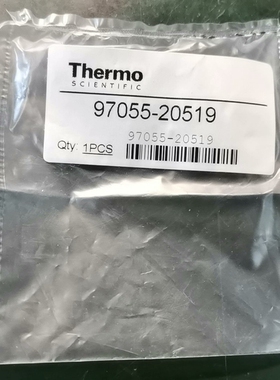 Thermo
SCIENTIFIC
97055-20519
97055-20519
Qty: 1PCS